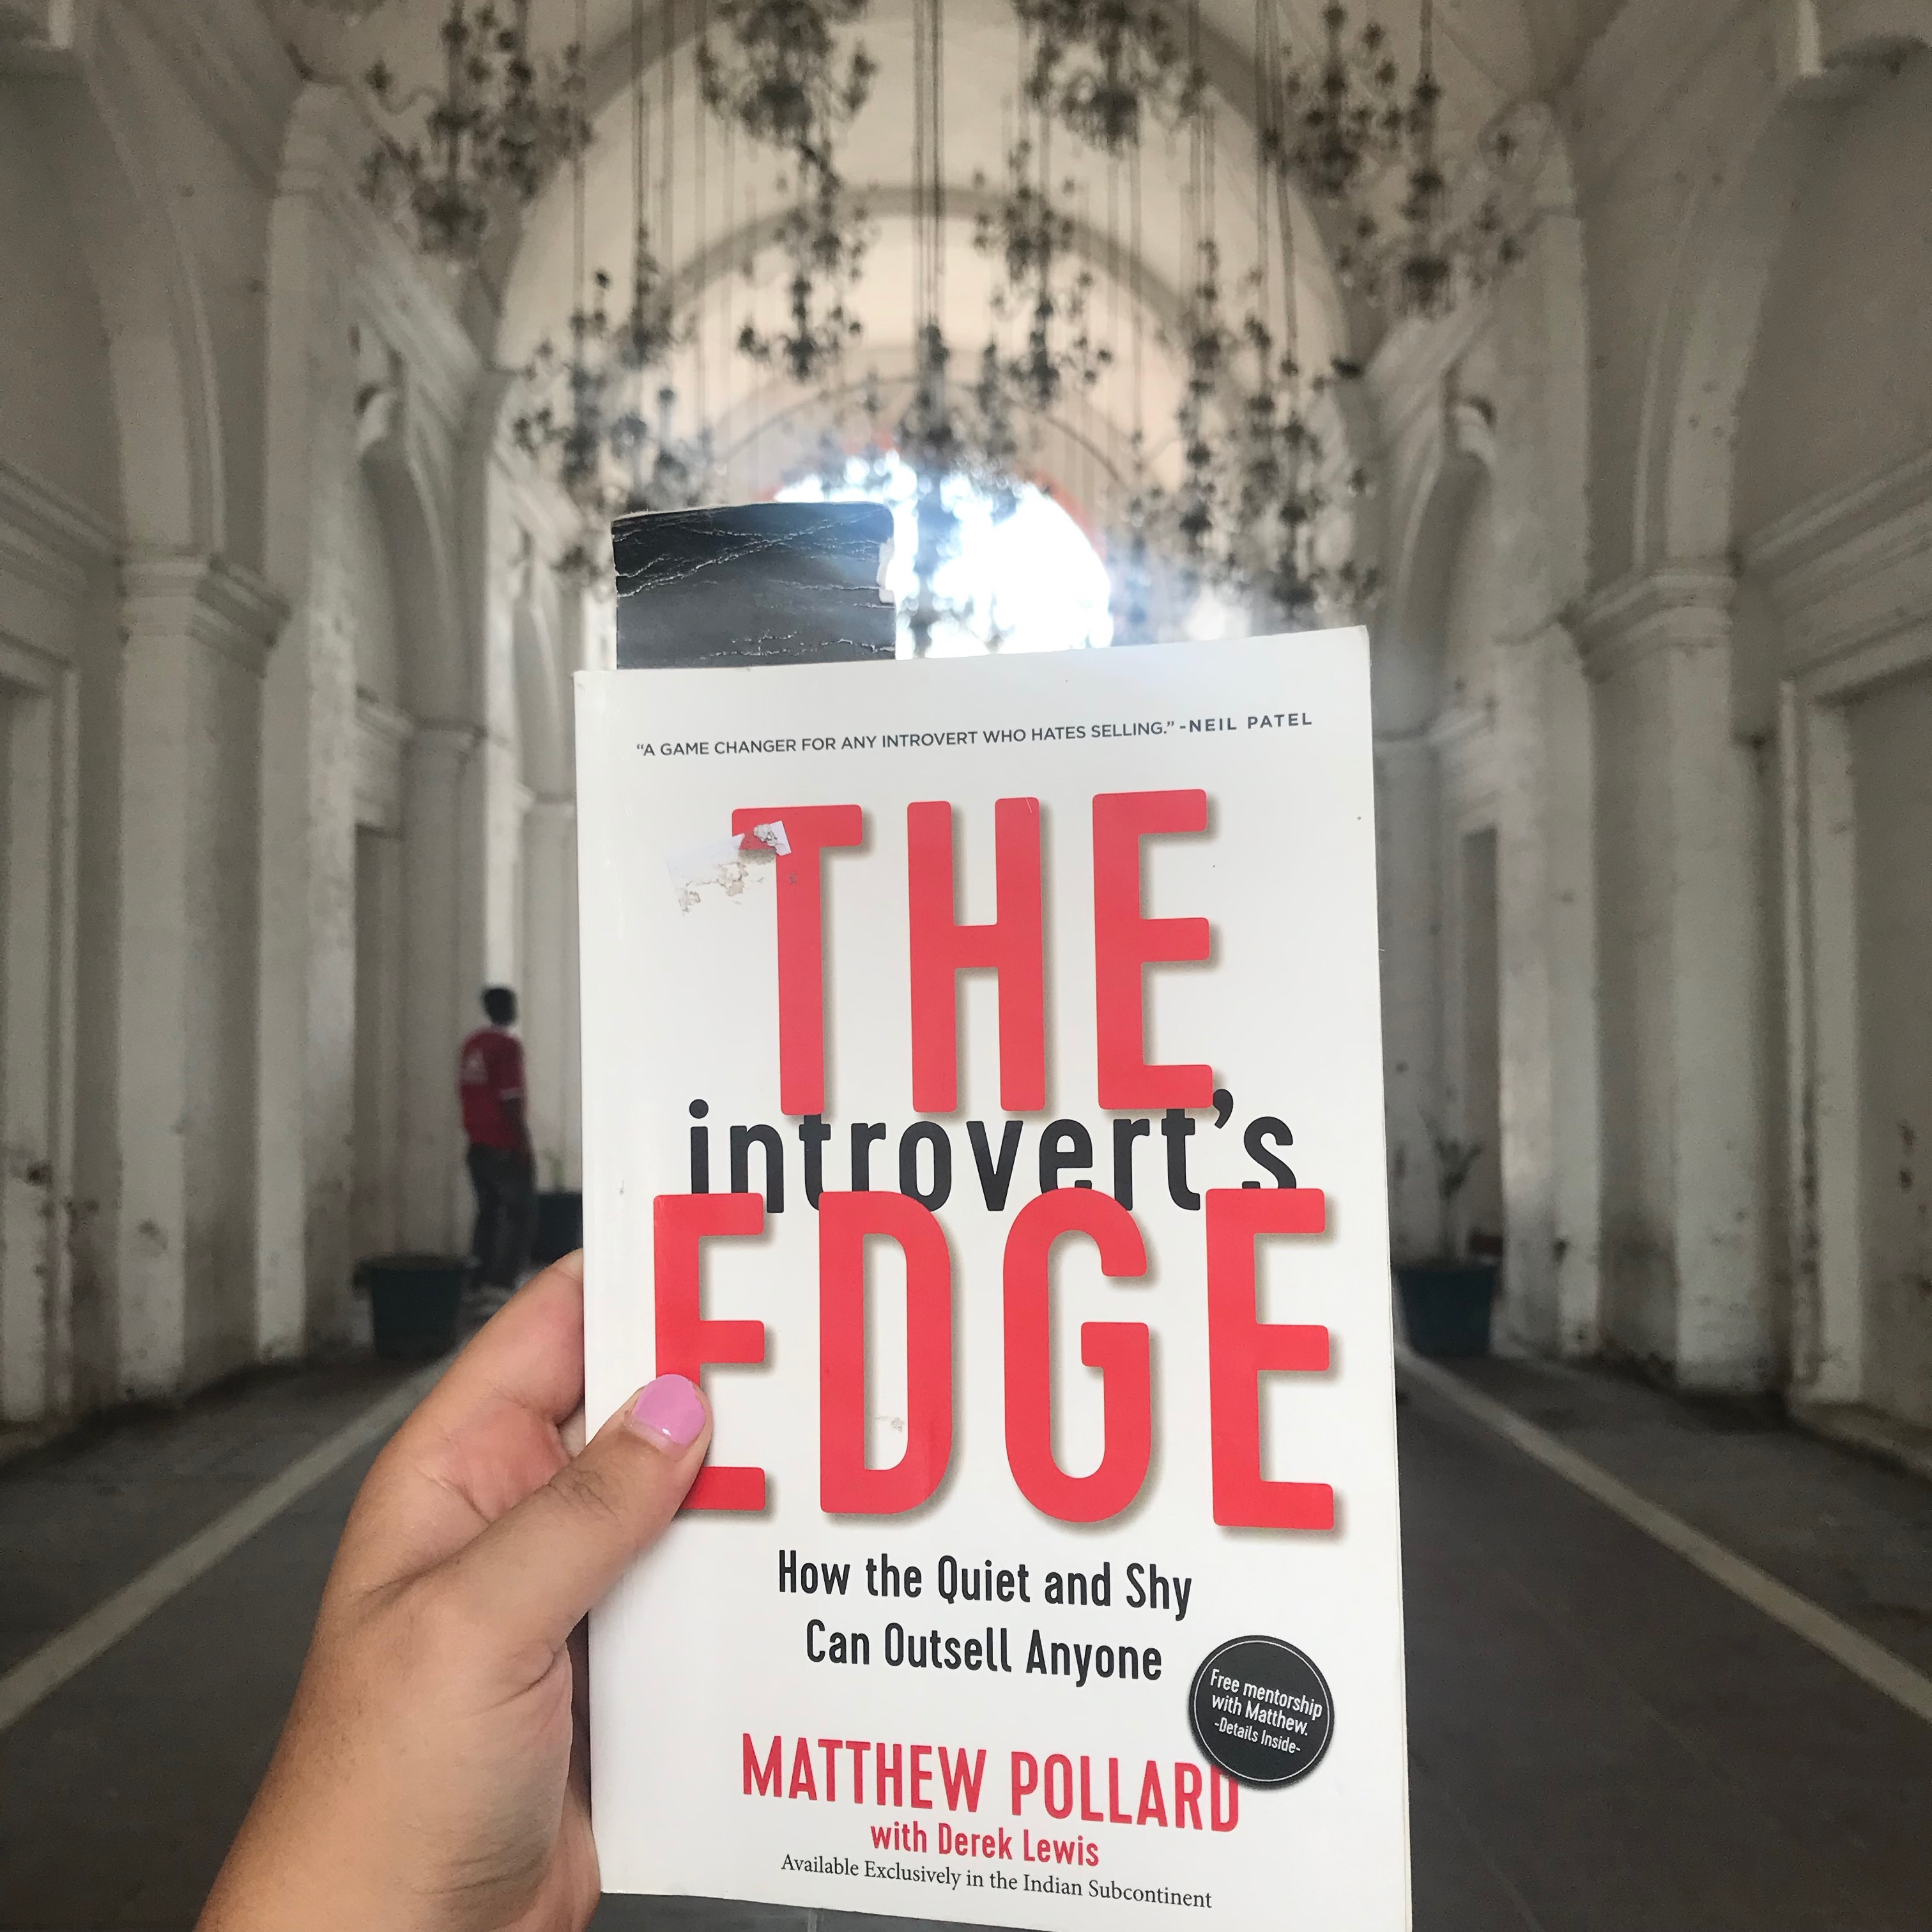 “A GAME CHANGER FOR ANY INTROVERT WHO HATES SELLING.” -NEIL PATEL
THE
introvert’s
EDGE
How the Quiet and Shy
Can Outsell Anyone
Free mentorship
with Matthew.
-Details Inside-
MATTHEW POLLARD
with Derek Lewis
Available Exclusively in the Indian Subcontinent